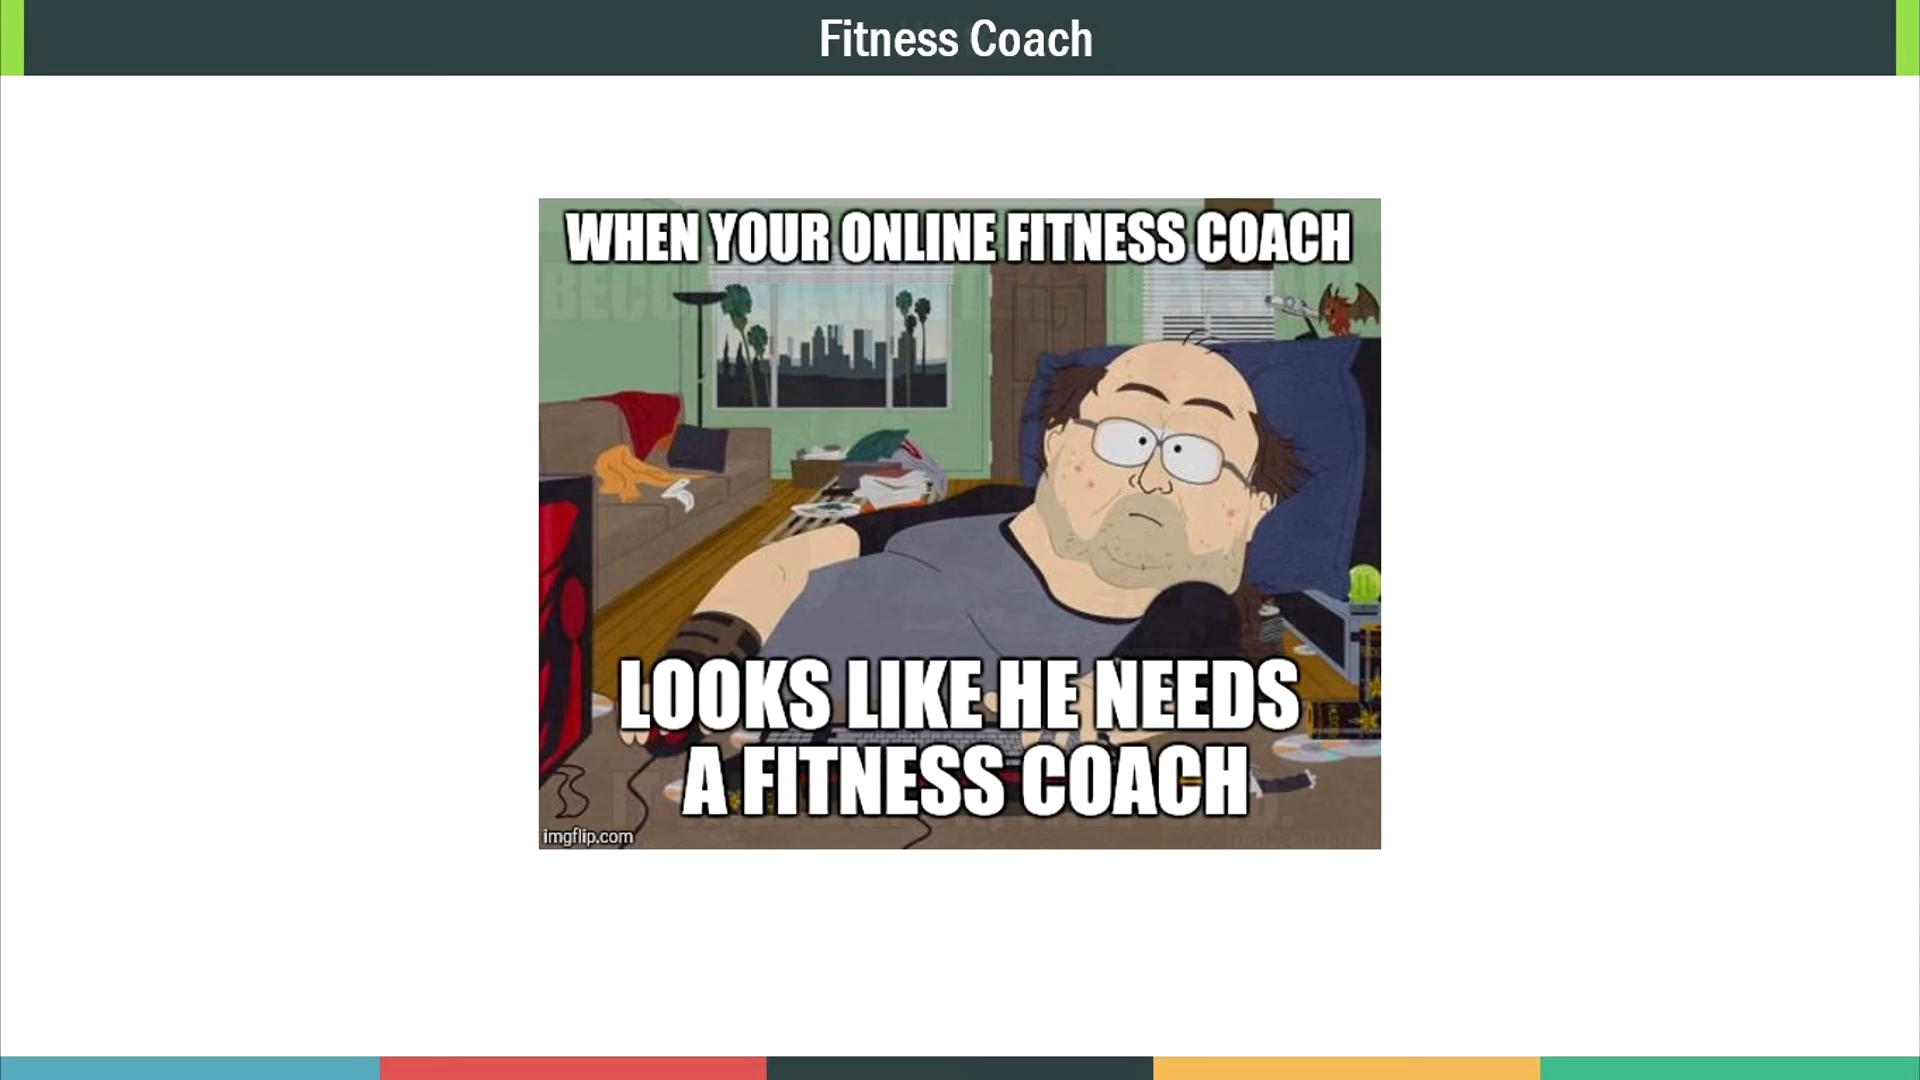 Fitness Coach
WHEN YOUR ONLINE FITNESS COACH
LOOKS LIKE HE NEEDS
A FITNESS COACH
imgflip.com